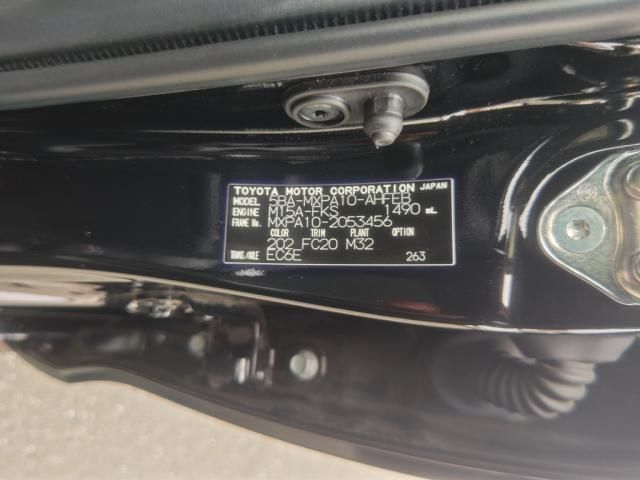 TOYOTA MOTOR CORPORATION JAPAN
MODEL 5BA-MXPA10-AHFEB
ENGINE M15A-FKS 1490 mL
FRAME No. MXPA10-2053456
COLOR TRIM PLANT OPTION
202 FC20 M32
TRANS./AXLE EC6E 263